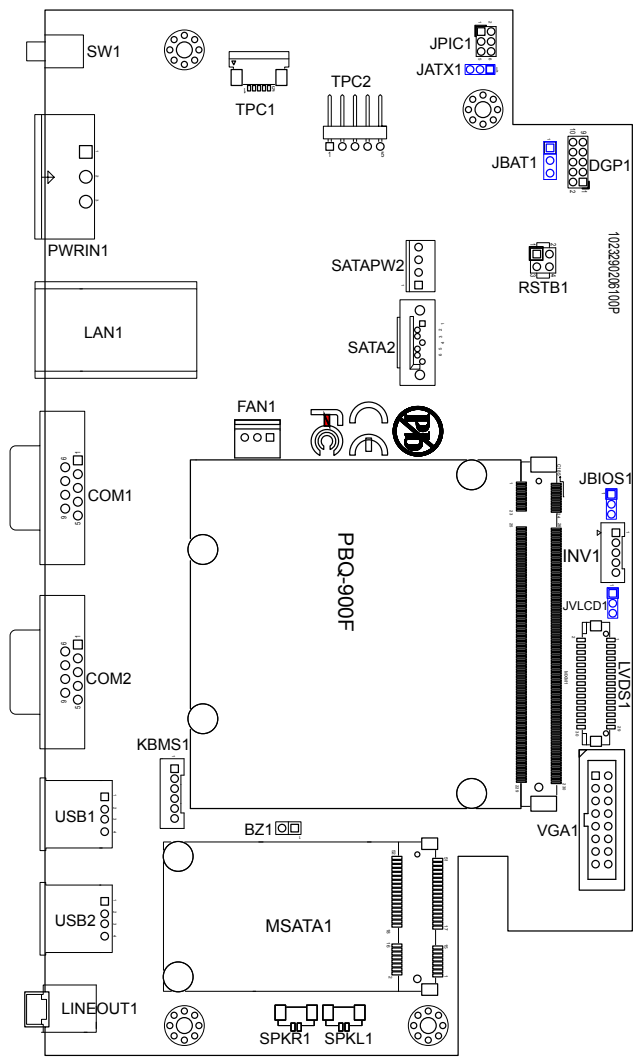 SW1
JPIC1
JATX1
TPC1
TPC2
JBAT1
DGP1
PWRIN1
SATAPW2
RSTB1
1023290206100P
LAN1
SATA2
FAN1
Pb
COM1
JBIOS1
INV1
PBQ-900F
JVLCD1
COM2
LVDS1
KBMS1
USB1
BZ1
VGA1
USB2
MSATA1
LINEOUT1
SPKR1
SPKL1